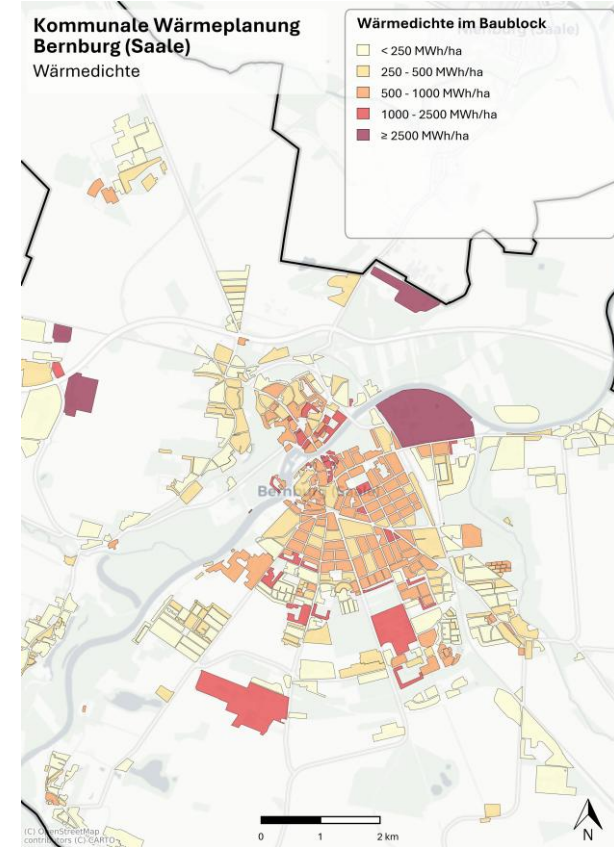 Kommunale Wärmeplanung
Bernburg (Saale)
Wärmedichte
Wärmedichte im Baublock
Nienburg (Saale)
< 250 MWh/ha
250 - 500 MWh/ha
500 - 1000 MWh/ha
1000 - 2500 MWh/ha
≥ 2500 MWh/ha
Bernburg (Saale)
(C) OpenStreetMap
contributors (C) CARTO
0 1 2 km
N